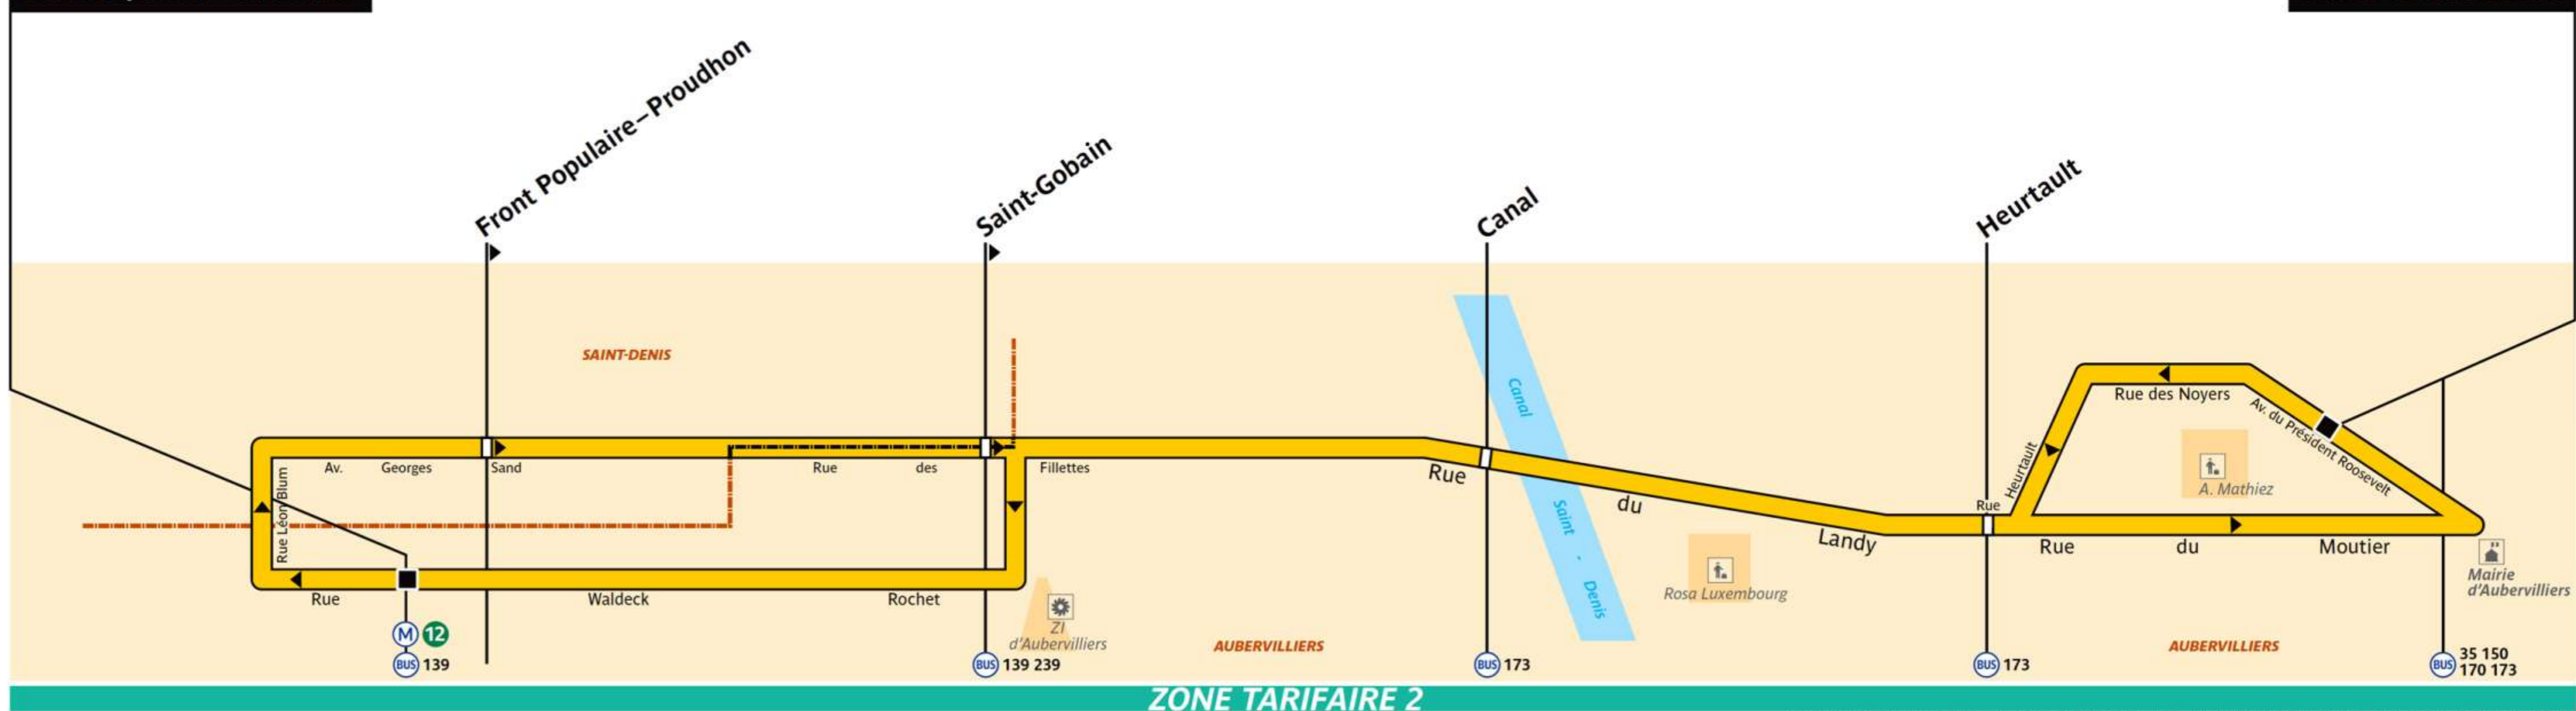 Front Populaire–Proudhon
Saint-Gobain
Canal
Heurtault
SAINT-DENIS
Av. Georges Sand
Rue des Fillettes
Rue Léon Blum
Rue Waldeck Rochet
Rue du Landy
Canal Saint - Denis
Rue Heurtault
Rue des Noyers
Av. du Président Roosevelt
A. Mathiez
Rue du Moutier
Mairie
d'Aubervilliers
Rosa Luxembourg
ZI
d'Aubervilliers
AUBERVILLIERS
AUBERVILLIERS
M 12
BUS 139
BUS 139 239
BUS 173
BUS 173
BUS 35 150
170 173
ZONE TARIFAIRE 2